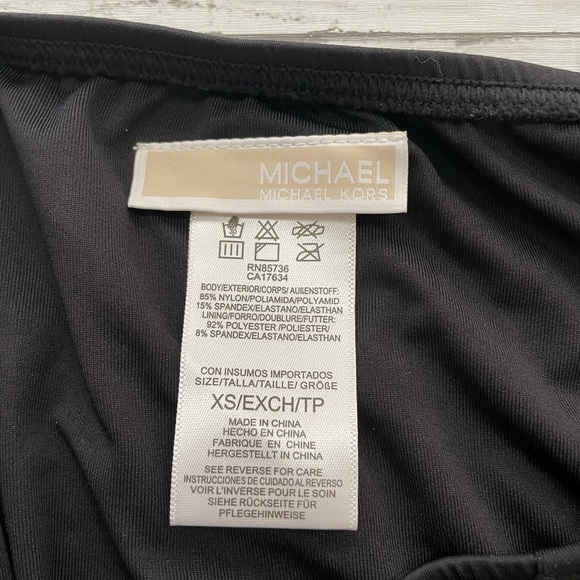 MICHAEL
MICHAEL KORS
RN85736
CA17634
BODY/EXTERIOR/CORPS/ AUßENSTOFF:
85% NYLON/POLIAMIDA/POLYAMID
15% SPANDEX/ELASTANO/ELASTHAN
LINING/FORRO/DOUBLURE/FUTTER:
92% POLYESTER /POLIESTER/
8% SPANDEX/ELASTANO/ELASTHAN
CON INSUMOS IMPORTADOS
SIZE/TALLA/TAILLE/ GRÖßE
XS/EXCH/TP
MADE IN CHINA
HECHO EN CHINA
FABRIQUE EN CHINE
HERGESTELLT IN CHINA
SEE REVERSE FOR CARE
INSTRUCCIONES DE CUIDADO AL REVERSO
VOIR L'INVERSE POUR LE SOIN
SIEHE RÜCKSEITE FÜR
PFLEGEHINWEISE